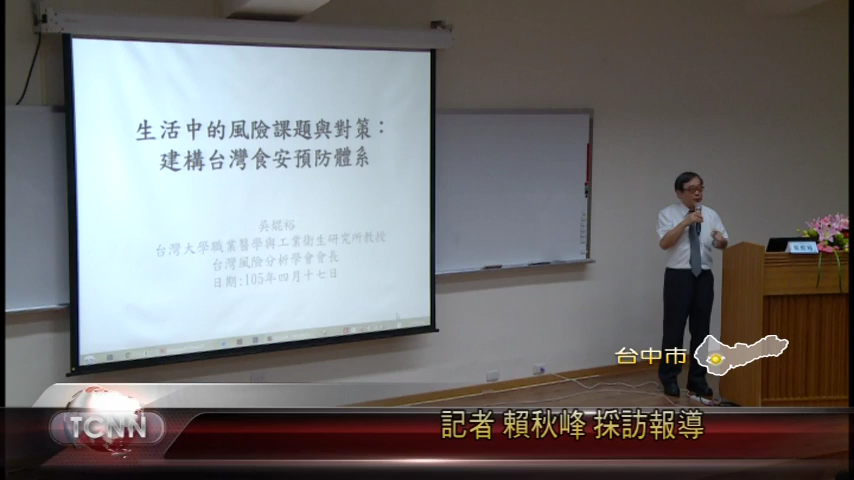 生活中的風險課題與對策：
建構台灣食安預防體系
吳焜裕
台灣大學職業醫學與工業衛生研究所教授
台灣風險分析學會會長
日期:105年四月十七日
台中市
TCNN
記者 賴秋峰 採訪報導